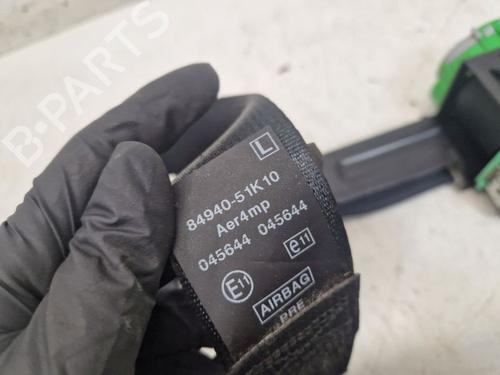 B-PARTS
L
84940-51K10
Aer4mp
045644 045644
E11 e11
AIRBAG
PRE